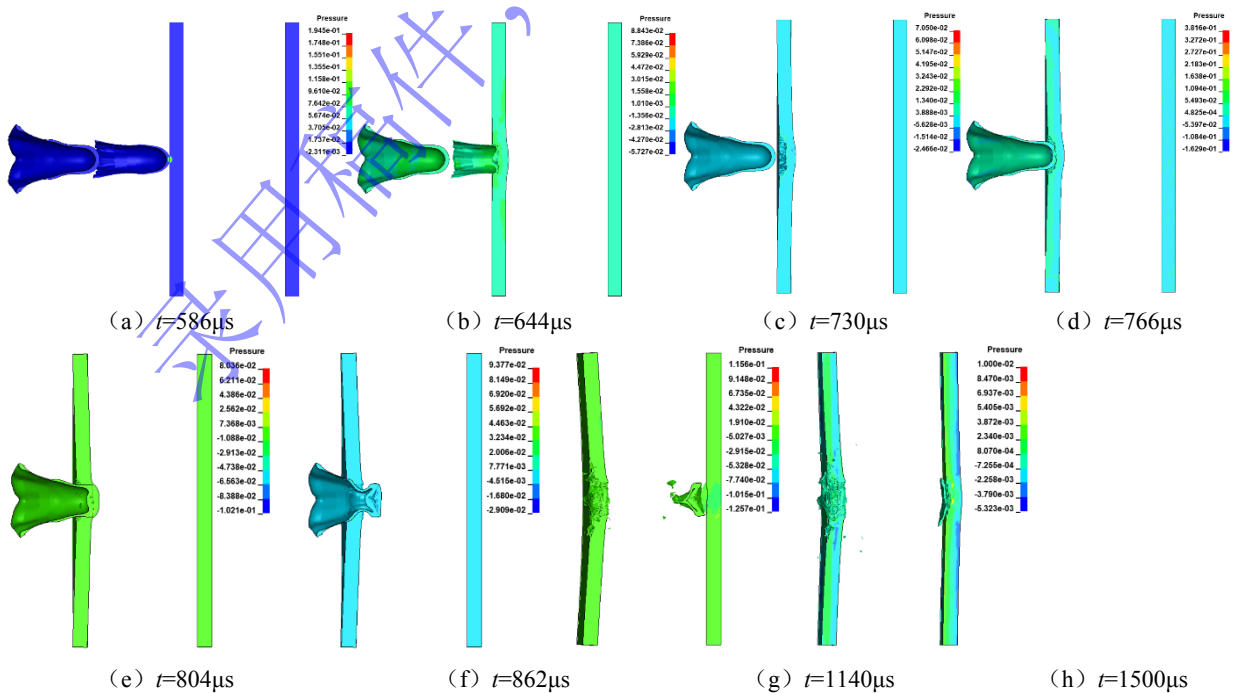 Pressure
1.945e-01
1.748e-01
1.551e-01
1.355e-01
1.158e-01
9.610e-02
7.642e-02
5.674e-02
3.705e-02
1.737e-02
-2.311e-03
Pressure
8.843e-02
7.386e-02
5.929e-02
4.472e-02
3.015e-02
1.558e-02
1.010e-03
-1.356e-02
-2.813e-02
-4.270e-02
-5.727e-02
Pressure
7.050e-02
6.098e-02
5.147e-02
4.195e-02
3.243e-02
2.292e-02
1.340e-02
3.888e-03
-5.628e-03
-1.514e-02
-2.466e-02
Pressure
3.816e-01
3.272e-01
2.727e-01
2.183e-01
1.638e-01
1.094e-01
5.493e-02
4.825e-04
-5.397e-02
-1.084e-01
-1.629e-01
（a）t=586μs
（b）t=644μs
（c）t=730μs
（d）t=766μs
Pressure
8.036e-02
6.211e-02
4.386e-02
2.562e-02
7.368e-03
-1.088e-02
-2.913e-02
-4.738e-02
-6.563e-02
-8.388e-02
-1.021e-01
Pressure
9.377e-02
8.149e-02
6.920e-02
5.692e-02
4.463e-02
3.234e-02
2.006e-02
7.771e-03
-4.515e-03
-1.680e-02
-2.909e-02
Pressure
1.156e-01
9.148e-02
6.735e-02
4.322e-02
1.910e-02
-5.027e-03
-2.915e-02
-5.328e-02
-7.740e-02
-1.015e-01
-1.257e-01
Pressure
1.000e-02
8.470e-03
6.937e-03
5.405e-03
3.872e-03
2.340e-03
8.070e-04
-7.255e-04
-2.258e-03
-3.790e-03
-5.323e-03
（e）t=804μs
（f）t=862μs
（g）t=1140μs
（h）t=1500μs
录用稿件，